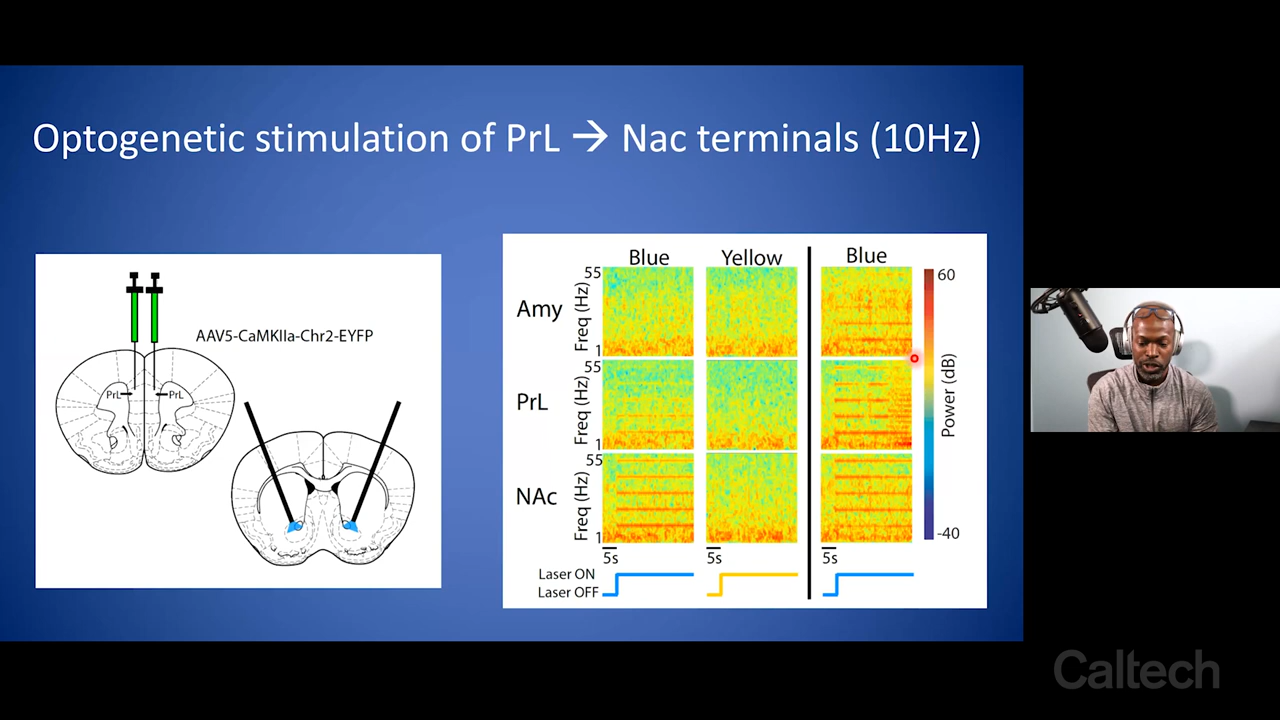 Optogenetic stimulation of PrL → Nac terminals (10Hz)
AAV5-CaMKIIa-Chr2-EYFP
PrL
PrL
Blue
Yellow
Blue
Amy
PrL
NAc
55
Freq (Hz)
1
55
Freq (Hz)
1
55
Freq (Hz)
1
60
Power (dB)
-40
5s
5s
5s
Laser ON
Laser OFF
Caltech